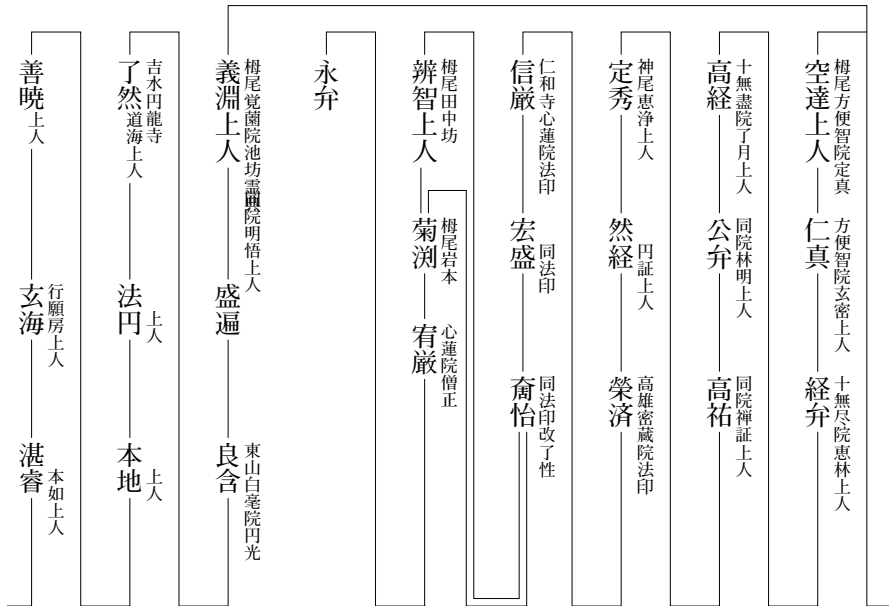 空達上人 栂尾方便智院定真
仁真 方便智院玄密上人
経弁 十無尽院恵林上人
高経 十無盡院了月上人
公弁 同院林明上人
高祐 同院禅証上人
定秀 神尾恵浄上人
然経 円証上人
榮済 高雄密蔵院法印
信厳 仁和寺心蓮院法印
宏盛 同法印
奝怡 同法印改了性
辨智上人 栂尾田中坊
菊渕 栂尾岩本
宥厳 心蓮院僧正
永弁
義淵上人 栂尾覚薗院池坊霊典院明悟上人
盛遍
良含 東山白毫院円光
了然 吉水円龍寺道海上人
法円 上人
本地 上人
善暁 上人
玄海 行願房上人
湛睿 本如上人